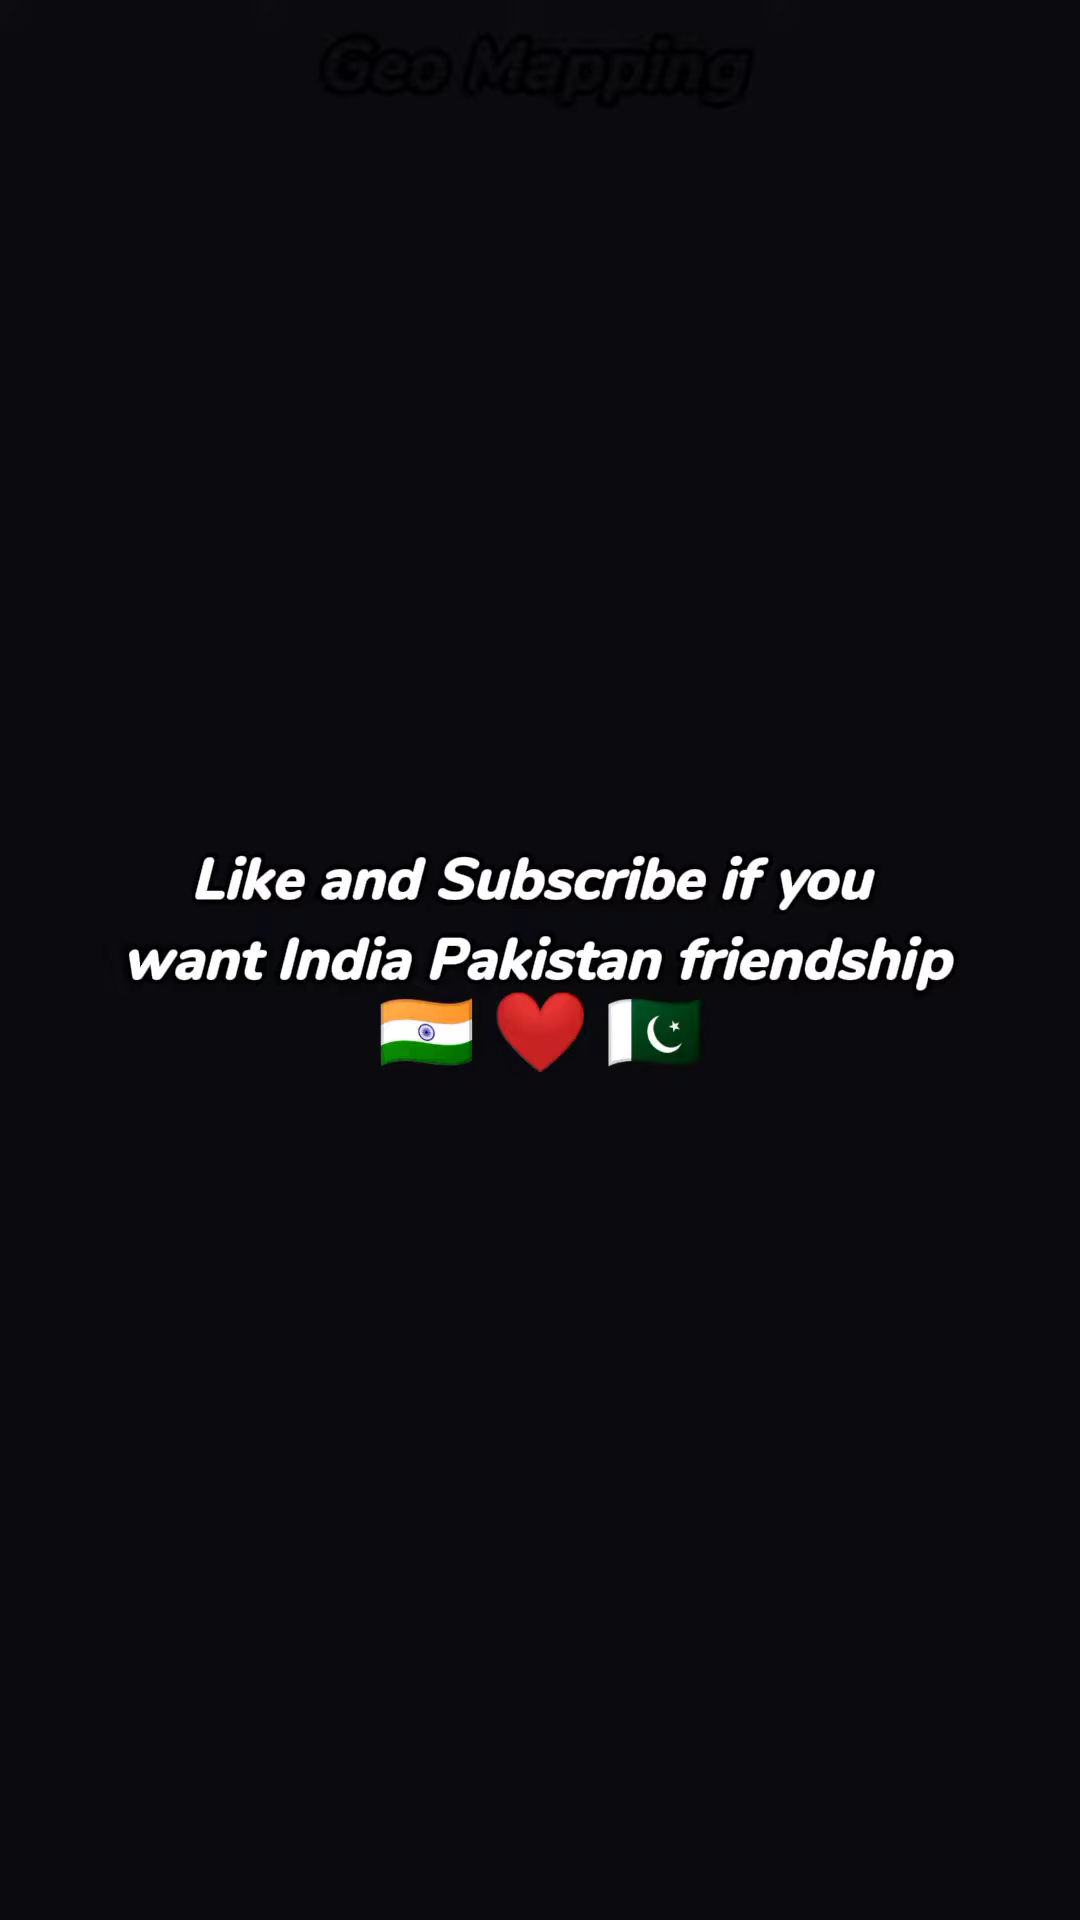 Geo Mapping
Like and Subscribe if you
want India Pakistan friendship
🇮🇳 ❤️ 🇵🇰